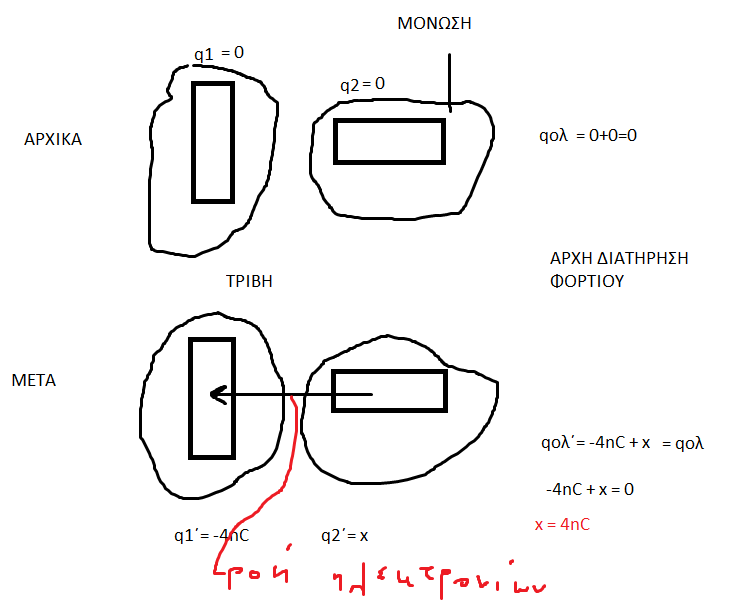 ΜΟΝΩΣΗ
q1 = 0
q2 = 0
ΑΡΧΙΚΑ
qολ = 0+0=0
ΑΡΧΗ ΔΙΑΤΗΡΗΣΗ
ΦΟΡΤΙΟΥ
ΤΡΙΒΗ
ΜΕΤΑ
qολ΄= -4nC + x = qολ
-4nC + x = 0
x = 4nC
q1΄= -4nC
q2΄= x
ροή ηλεκτρονίων